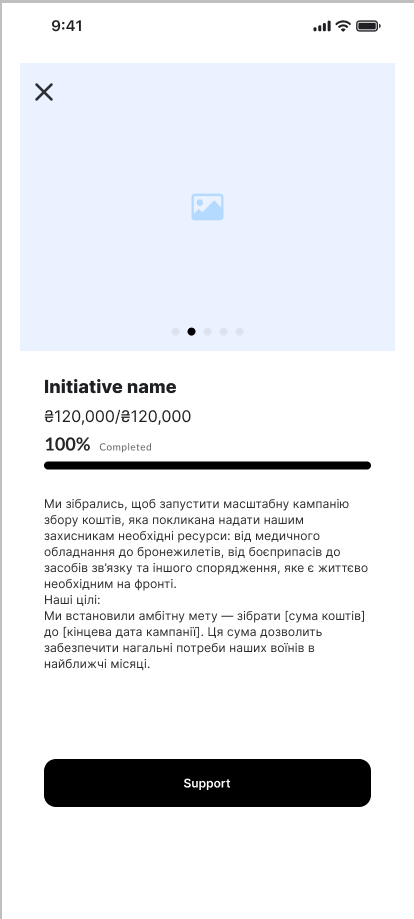 9:41
Initiative name
₴120,000/₴120,000
100% Completed
Ми зібрались, щоб запустити масштабну кампанію
збору коштів, яка покликана надати нашим
захисникам необхідні ресурси: від медичного
обладнання до бронежилетів, від боєприпасів до
засобів зв'язку та іншого спорядження, яке є життєво
необхідним на фронті.
Наші цілі:
Ми встановили амбітну мету — зібрати [сума коштів]
до [кінцева дата кампанії]. Ця сума дозволить
забезпечити нагальні потреби наших воїнів в
найближчі місяці.
Support